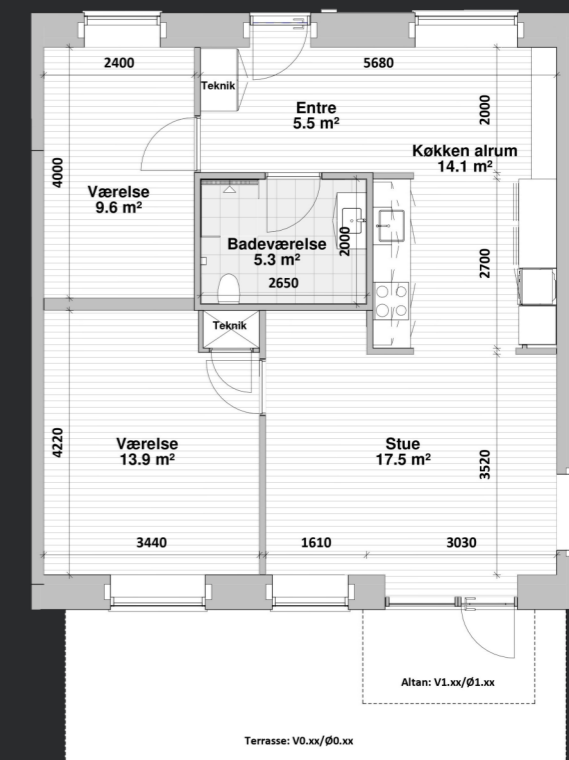 2400
5680
Teknik
Entre
5.5 m²
2000
Køkken alrum
14.1 m²
4000
Værelse
9.6 m²
Badeværelse
5.3 m²
2000
2650
2700
Teknik
4220
Værelse
13.9 m²
Stue
17.5 m²
3520
3440
1610
3030
Altan: V1.xx/Ø1.xx
Terrasse: V0.xx/Ø0.xx